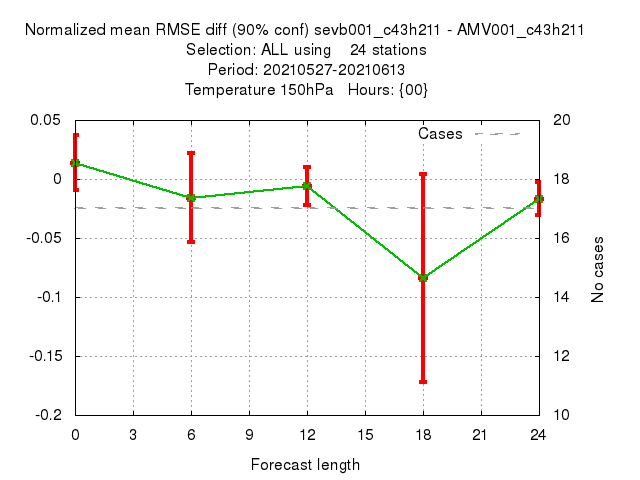 Normalized mean RMSE diff (90% conf) sevb001_c43h211 - AMV001_c43h211
Selection: ALL using 24 stations
Period: 20210527-20210613
Temperature 150hPa Hours: {00}
0.05
0
-0.05
-0.1
-0.15
-0.2
Cases
20
18
16
14
12
10
No cases
0 3 6 9 12 15 18 21 24
Forecast length